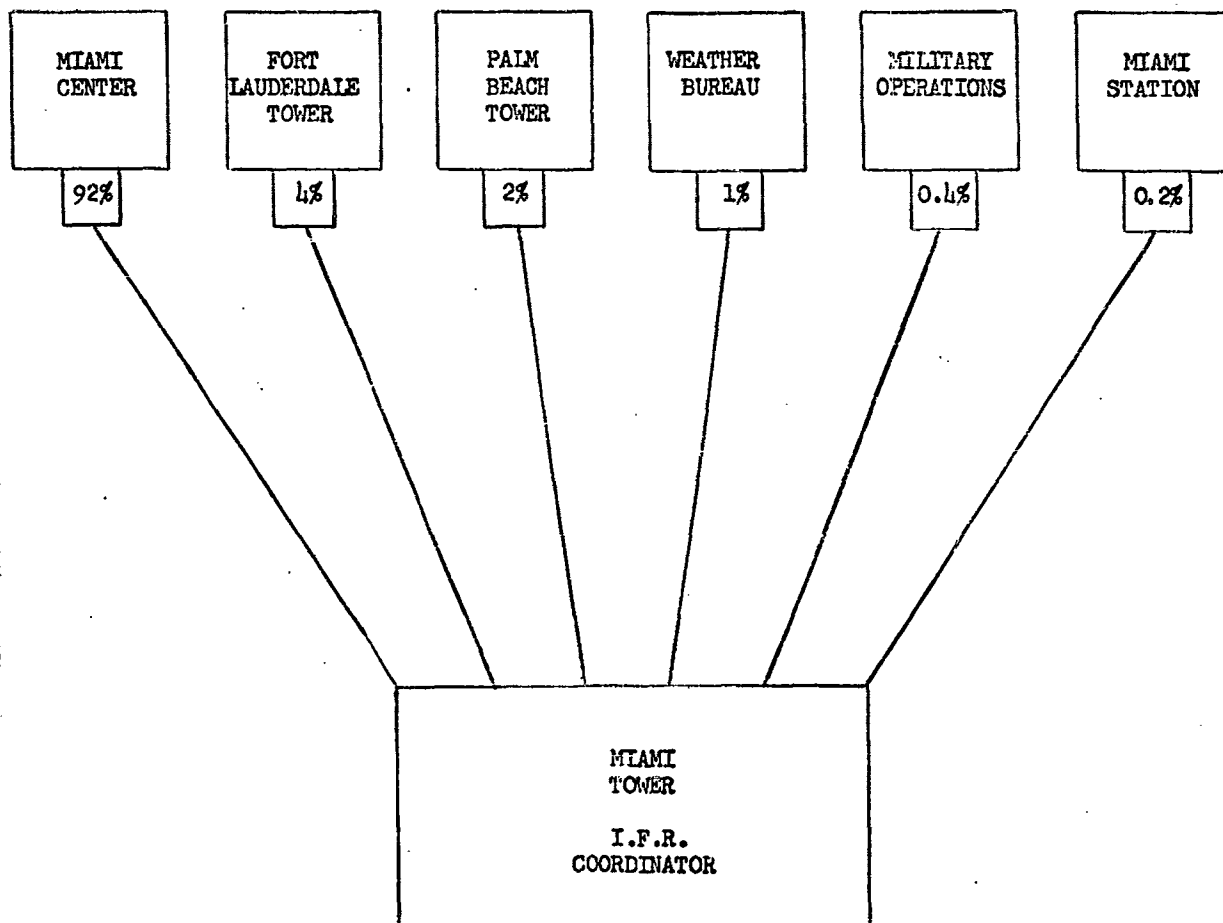 MIAMI
CENTER
92%
FORT
LAUDERDALE
TOWER
4%
PALM
BEACH
TOWER
2%
WEATHER
BUREAU
1%
MILITARY
OPERATIONS
0.4%
MIAMI
STATION
0.2%
MIAMI
TOWER
I.F.R.
COORDINATOR